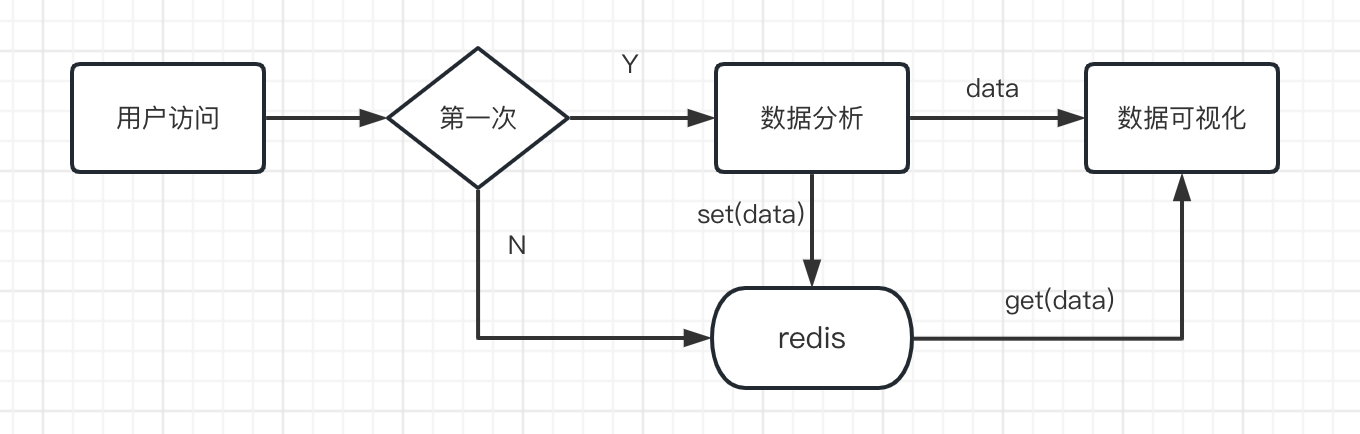 用户访问
第一次
Y
数据分析
data
数据可视化
set(data)
N
get(data)
redis